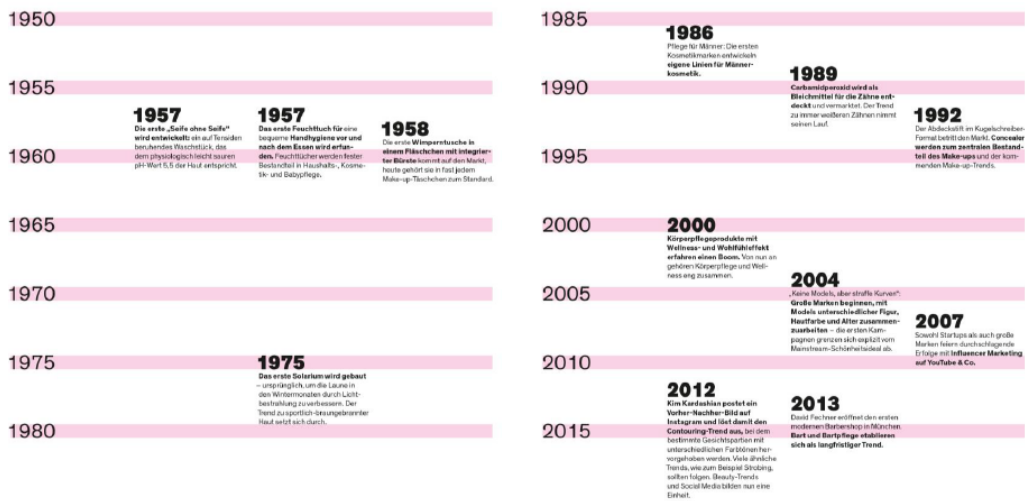 1950
1955
1957
Die erste „Seife ohne Seife“
wird entwickelt: ein auf Tensiden
beruhendes Waschstück, das
dem physiologisch leicht sauren
pH-Wert 5,5 der Haut entspricht.
1957
Das erste Feuchttuch für eine
bequeme Handhygiene vor und
nach dem Essen wird erfun-
den. Feuchttücher werden fester
Bestandteil in Haushalts-, Kosme-
tik- und Babypflege.
1958
Die erste Wimperntusche in
einem Fläschchen mit integrier-
ter Bürste kommt auf den Markt,
heute gehört sie in fast jedem
Make-up-Täschchen zum Standard.
1960
1965
1970
1975
1975
Das erste Solarium wird gebaut
– ursprünglich, um die Laune in
den Wintermonaten durch Licht-
bestrahlung zu verbessern. Der
Trend zu sportlich-braungebrannter
Haut setzt sich durch.
1980
1985
1986
Pflege für Männer: Die ersten
Kosmetikmarken entwickeln
eigene Linien für Männer-
kosmetik.
1990
1989
Carbamidperoxid wird als
Bleichmittel für die Zähne ent-
deckt und vermarktet. Der Trend
zu immer weißeren Zähnen nimmt
seinen Lauf.
1992
Der Abdeckstift im Kugelschreiber-
Format betritt den Markt. Concealer
werden zum zentralen Bestand-
teil des Make-ups und der kom-
menden Make-up-Trends.
1995
2000
2000
Körperpflegeprodukte mit
Wellness- und Wohlfühleffekt
erfahren einen Boom. Von nun an
gehören Körperpflege und Well-
ness eng zusammen.
2005
2004
„Keine Models, aber straffe Kurven“:
Große Marken beginnen, mit
Models unterschiedlicher Figur,
Hautfarbe und Alter zusammen-
zuarbeiten – die ersten Kam-
pagnen grenzen sich explizit vom
Mainstream-Schönheitsideal ab.
2007
Sowohl Startups als auch große
Marken feiern durchschlagende
Erfolge mit Influencer Marketing
auf YouTube & Co.
2010
2012
Kim Kardashian postet ein
Vorher-Nachher-Bild auf
Instagram und löst damit den
Contouring-Trend aus, bei dem
bestimmte Gesichtspartien mit
unterschiedlichen Farbtönen her-
vorgehoben werden. Viele ähnliche
Trends, wie zum Beispiel Strobing,
sollten folgen. Beauty-Trends
und Social Media bilden nun eine
Einheit.
2013
David Fechner eröffnet den ersten
modernen Barbershop in München.
Bart und Bartpflege etablieren
sich als langfristiger Trend.
2015